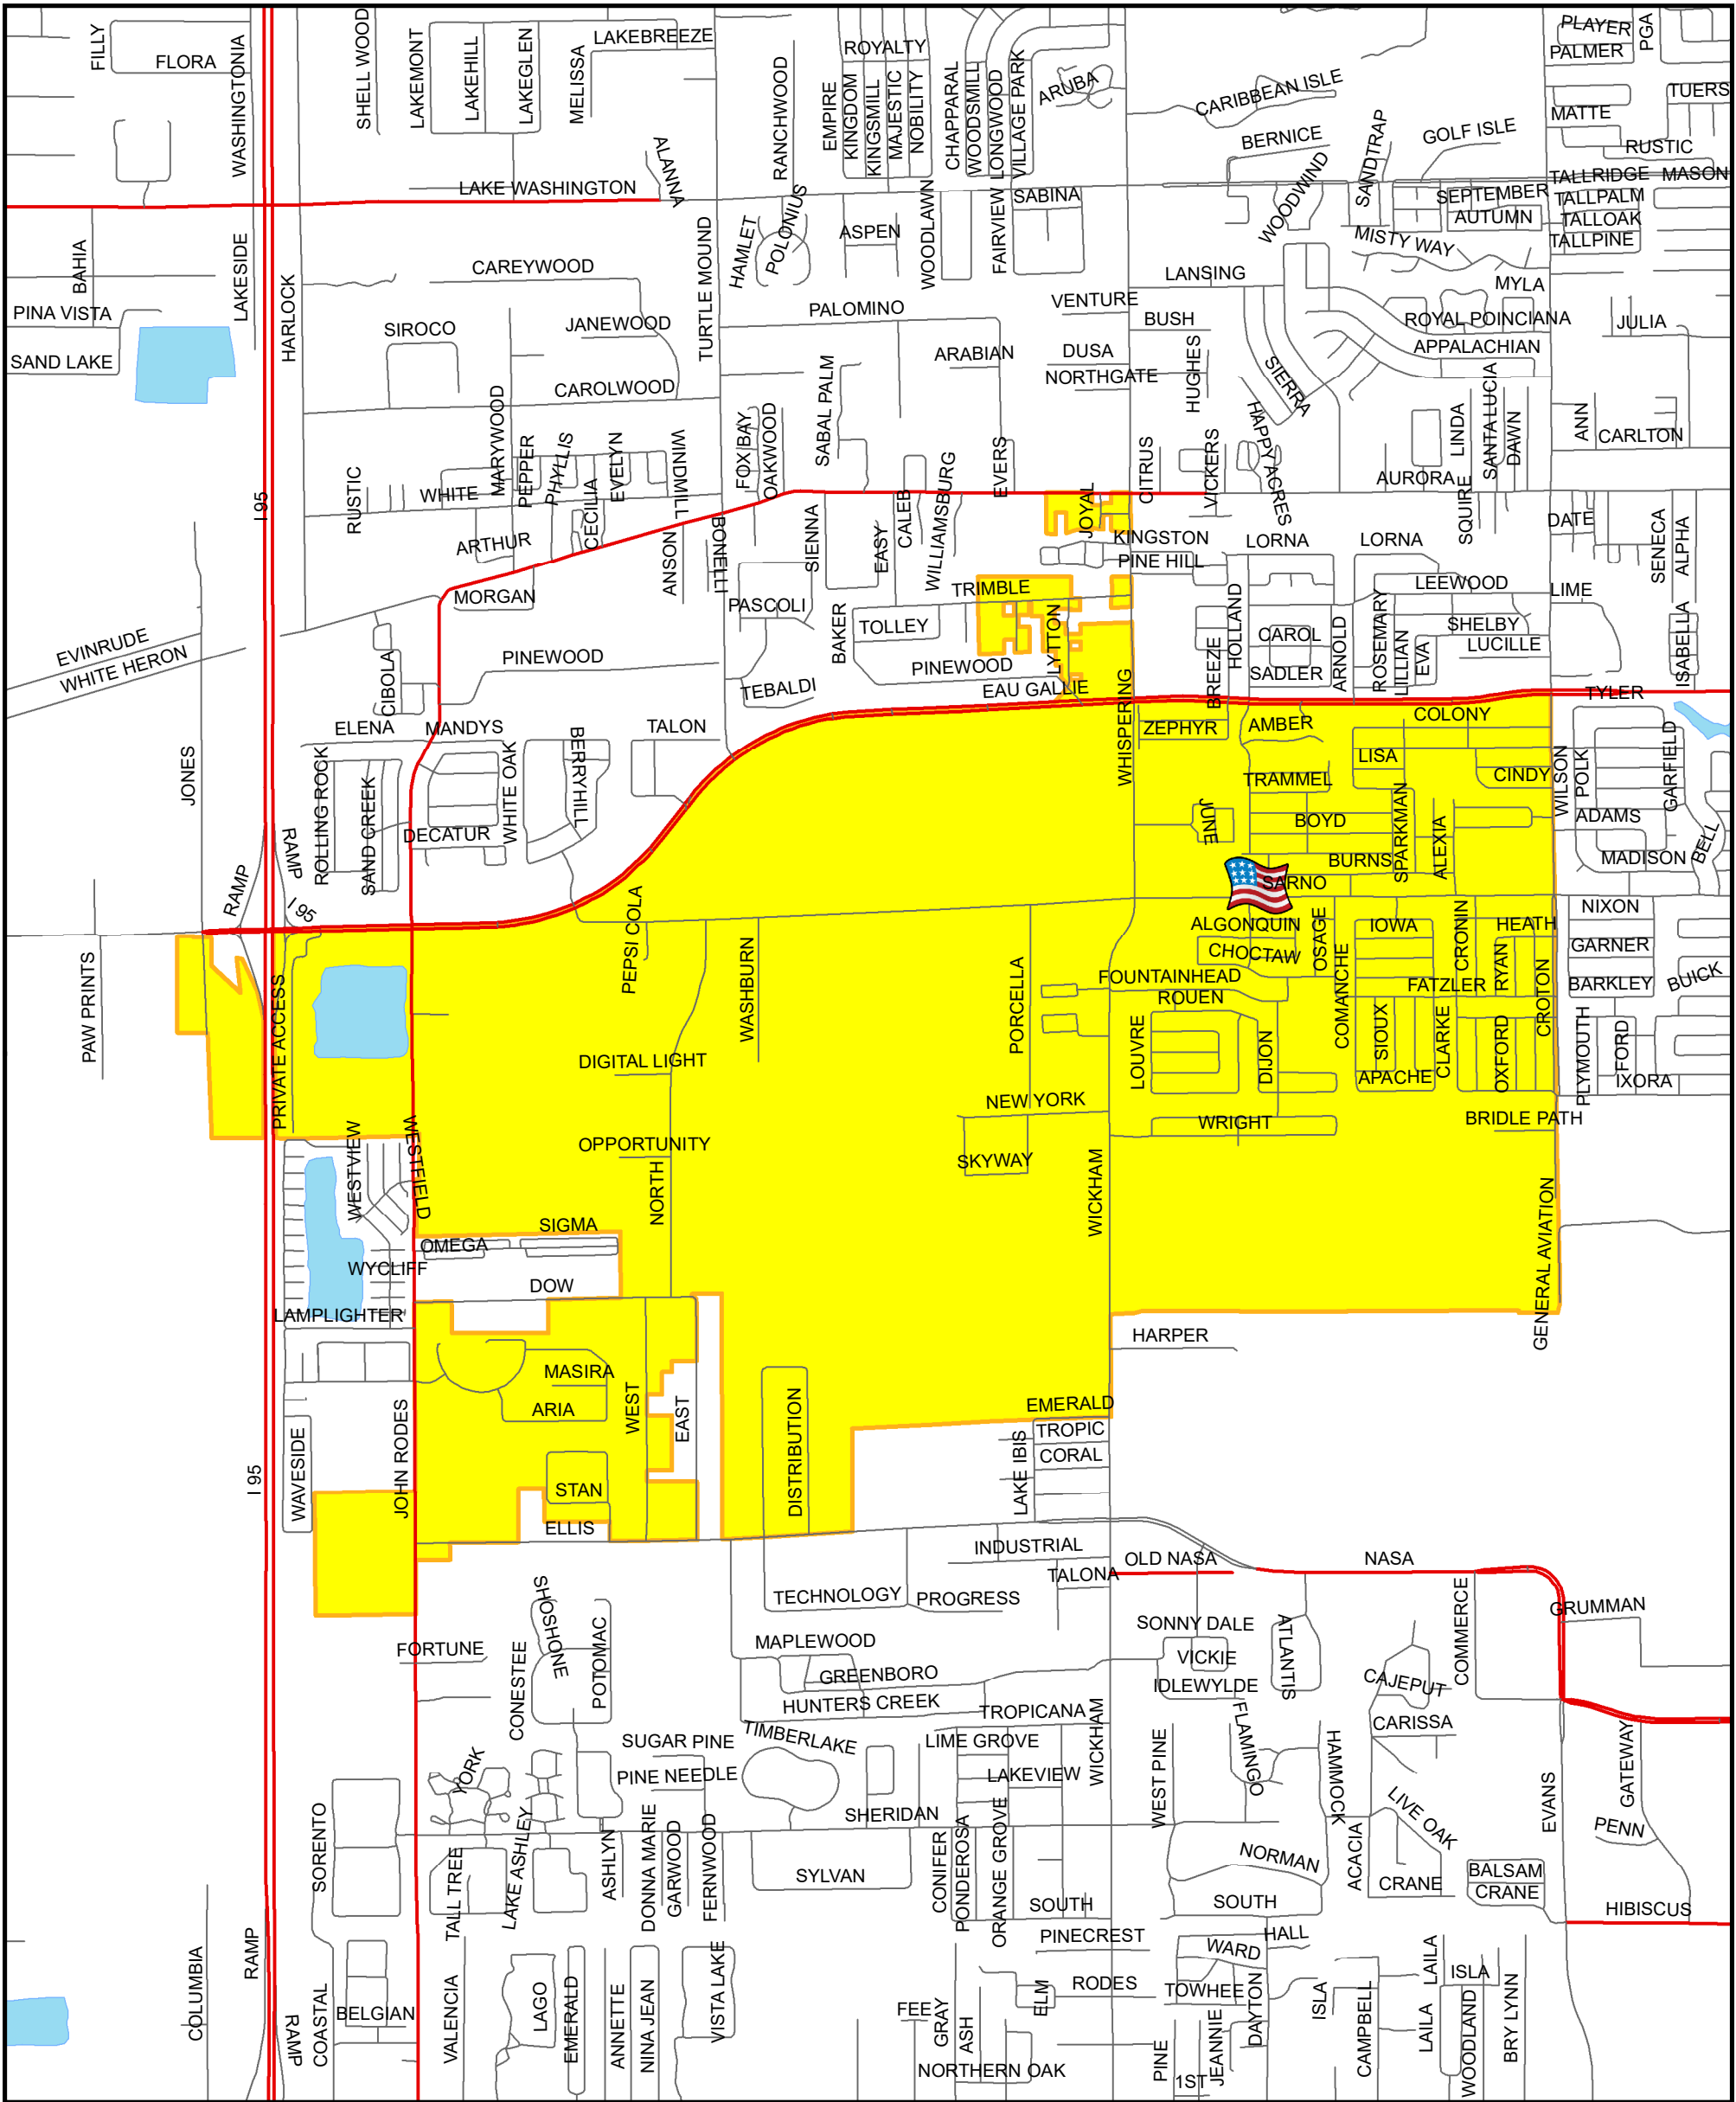 FILLY
FLORA
WASHINGTONIA
SHELL WOOD
LAKEMONT
LAKEHILL
LAKEGLEN
MELISSA
LAKEBREEZE
RANCHWOOD
EMPIRE
KINGDOM
KINGSMILL
MAJESTIC
NOBILITY
ROYALTY
CHAPPARAL
WOODSMILL
LONGWOOD
VILLAGE PARK
ARUBA
CARIBBEAN ISLE
BERNICE
WOODWIND
SANDTRAP
GOLF ISLE
PLAYER
PALMER
PGA
TUERS
MATTE
RUSTIC
TALLRIDGE
MASON
TALLPALM
TALLOAK
TALLPINE
SEPTEMBER
AUTUMN
MISTY WAY
MYLA
LAKE WASHINGTON
ALANNA
BAHIA
LAKESIDE
HARLOCK
CAREYWOOD
TURTLE MOUND
HAMLET
POLONIUS
ASPEN
WOODLAWN
FAIRVIEW
SABINA
LANSING
PINA VISTA
SAND LAKE
SIROCO
JANEWOOD
CAROLWOOD
PALOMINO
VENTURE
BUSH
ARABIAN
DUSA
NORTHGATE
HUGHES
SIERRA
ROYAL POINCIANA
APPALACHIAN
JULIA
MARYWOOD
PEPPER
PHYLLIS
CECILIA
EVELYN
WINDMILL
FOX BAY
OAKWOOD
SABAL PALM
CALEB
WILLIAMSBURG
EVERS
JOYAL
CITRUS
VICKERS
HAPPY ACRES
AURORA
SQUIRE
LINDA
SANTA LUCIA
DAWN
ANN
CARLTON
I 95
RUSTIC
WHITE
ARTHUR
MORGAN
ANSON
BONELLI
SIENNA
EASY
KINGSTON
PINE HILL
LORNA
LORNA
LEEWOOD
DATE
SENECA
ALPHA
LIME
PASCOLI
BAKER
TOLLEY
TRIMBLE
LYTTON
HOLLAND
CAROL
ARNOLD
ROSEMARY
LILLIAN
EVA
SHELBY
LUCILLE
ISABELLA
EVINRUDE
WHITE HERON
CIBOLA
PINEWOOD
TEBALDI
PINEWOOD
EAU GALLIE
WHISPERING
BREEZE
SADLER
TYLER
JONES
ELENA
MANDYS
TALON
ROLLING ROCK
SAND CREEK
WHITE OAK
BERRYHILL
DECATUR
ZEPHYR
AMBER
COLONY
LISA
CINDY
TRAMMEL
JUNE
BOYD
SPARKMAN
ALEXIA
BURNS
SARNO
WILSON
POLK
GARFIELD
ADAMS
MADISON
BELL
RAMP
RAMP
I 95
PEPSI COLA
WASHBURN
PORCELLA
ALGONQUIN
CHOCTAW
OSAGE
COMANCHE
IOWA
CRONIN
HEATH
RYAN
CROTON
NIXON
GARNER
BARKLEY
BUICK
PAW PRINTS
PRIVATE ACCESS
FOUNTAINHEAD
ROUEN
LOUVRE
DIJON
FATZLER
SIOUX
CLARKE
OXFORD
APACHE
PLYMOUTH
FORD
IXORA
DIGITAL LIGHT
NEW YORK
WRIGHT
BRIDLE PATH
OPPORTUNITY
SKYWAY
WESTVIEW
WESTFIELD
NORTH
WICKHAM
GENERAL AVIATION
SIGMA
OMEGA
WYCLIFF
DOW
LAMPLIGHTER
HARPER
MASIRA
ARIA
WEST
EAST
DISTRIBUTION
EMERALD
TROPIC
CORAL
LAKE IBIS
I 95
WAVESIDE
JOHN RODES
STAN
ELLIS
INDUSTRIAL
OLD NASA
NASA
TALONA
TECHNOLOGY
PROGRESS
SHOSHONE
POTOMAC
CONESTEE
FORTUNE
MAPLEWOOD
GREENBORO
HUNTERS CREEK
SONNY DALE
VICKIE
IDLEWYLDE
ATLANTIS
COMMERCE
GRUMMAN
CAJEPUT
CARISSA
TROPICANA
LIME GROVE
LAKEVIEW
WICKHAM
WEST PINE
FLAMINGO
HAMMOCK
SUGAR PINE
PINE NEEDLE
TIMBERLAKE
YORK
SHERIDAN
LIVE OAK
EVANS
GATEWAY
PENN
SORENTO
TALL TREE
LAKE ASHLEY
ASHLYN
DONNA MARIE
GARWOOD
FERNWOOD
SYLVAN
CONIFER
PONDEROSA
ORANGE GROVE
SOUTH
NORMAN
SOUTH
ACACIA
CRANE
BALSAM
CRANE
HIBISCUS
COLUMBIA
RAMP
RAMP
COASTAL
BELGIAN
VALENCIA
LAGO
EMERALD
ANNETTE
NINA JEAN
VISTA LAKE
PINECREST
RODES
ELM
FEE
GRAY
ASH
NORTHERN OAK
WARD
HALL
TOWHEE
DAYTON
PINE
JEANNIE
1ST
ISLA
CAMPBELL
LAILA
LAILA
ISLA
WOODLAND
BRY LYNN